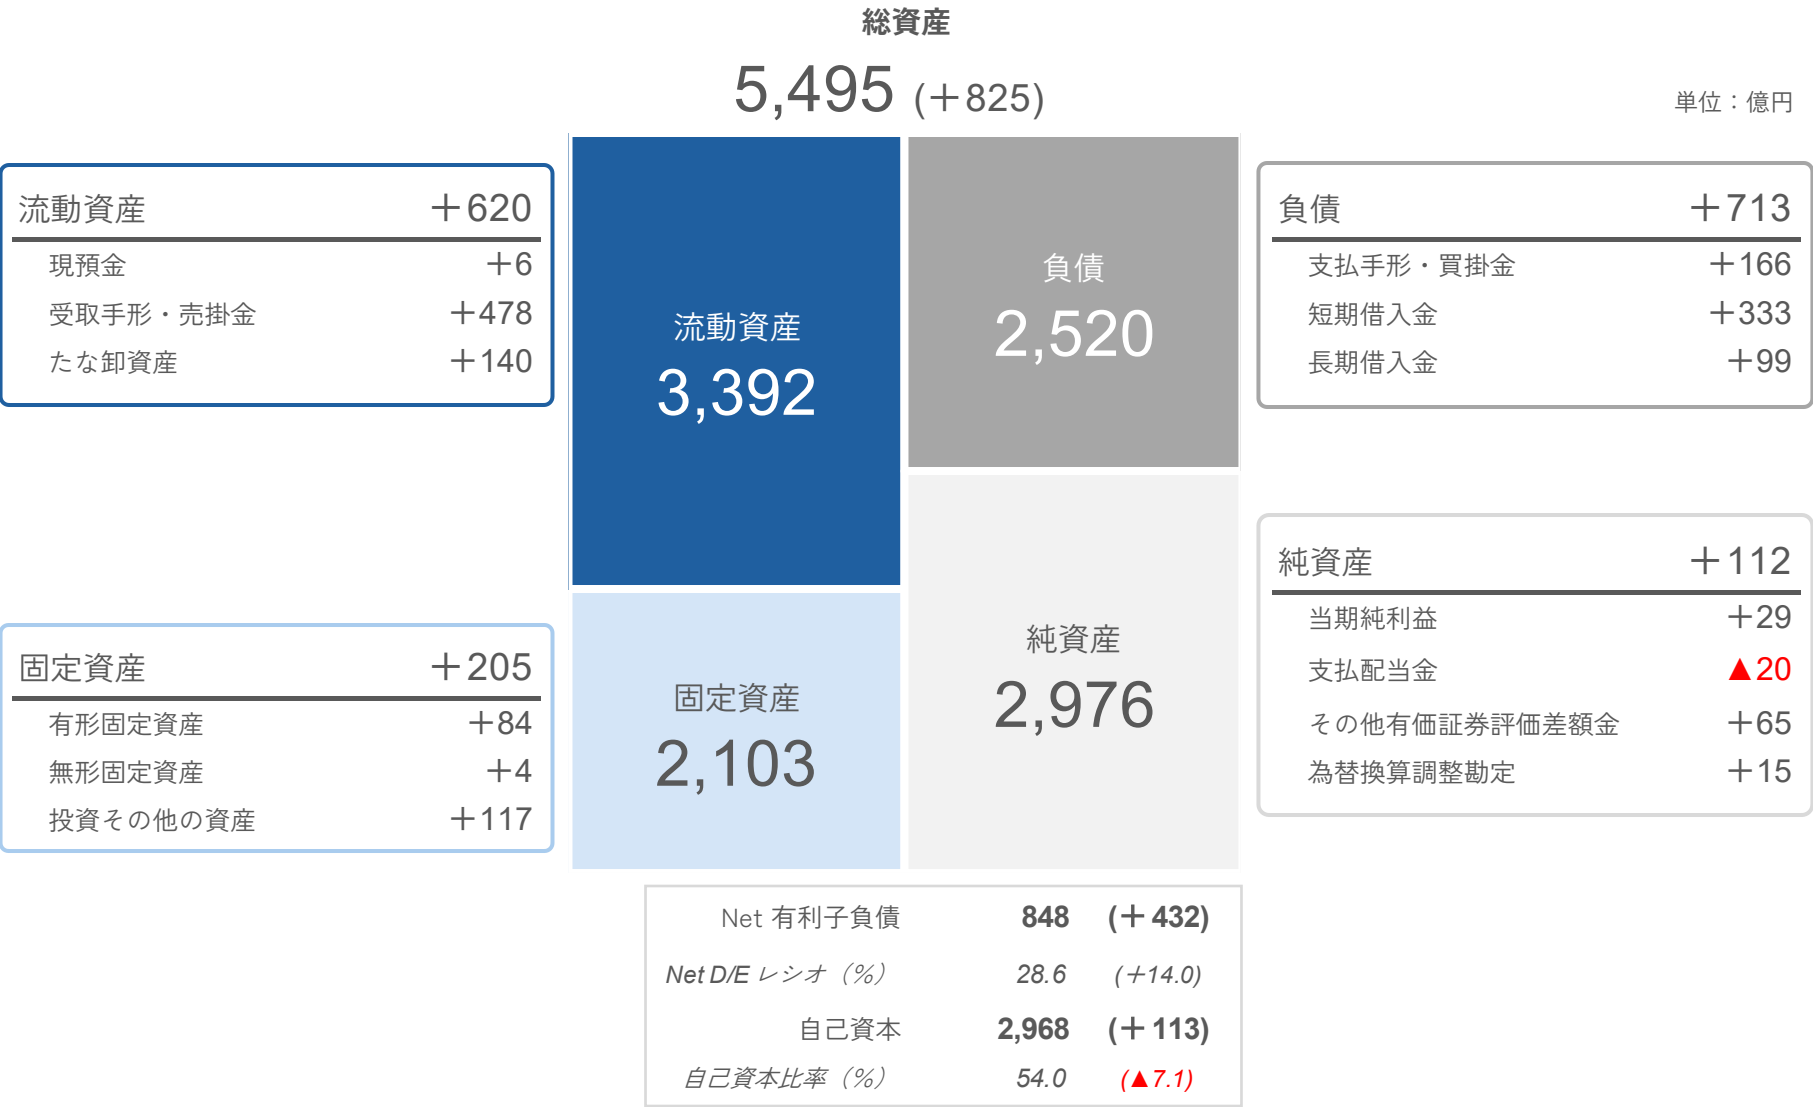 総資産
5,495 (＋825)
単位：億円
流動資産 ＋620
現預金 ＋6
受取手形・売掛金 ＋478
たな卸資産 ＋140
固定資産 ＋205
有形固定資産 ＋84
無形固定資産 ＋4
投資その他の資産 ＋117
流動資産
3,392
固定資産
2,103
負債
2,520
純資産
2,976
負債 ＋713
支払手形・買掛金 ＋166
短期借入金 ＋333
長期借入金 ＋99
純資産 ＋112
当期純利益 ＋29
支払配当金 ▲20
その他有価証券評価差額金 ＋65
為替換算調整勘定 ＋15
Net 有利子負債 848 (＋432)
Net D/E レシオ（%） 28.6 (＋14.0)
自己資本 2,968 (＋113)
自己資本比率（%） 54.0 (▲7.1)